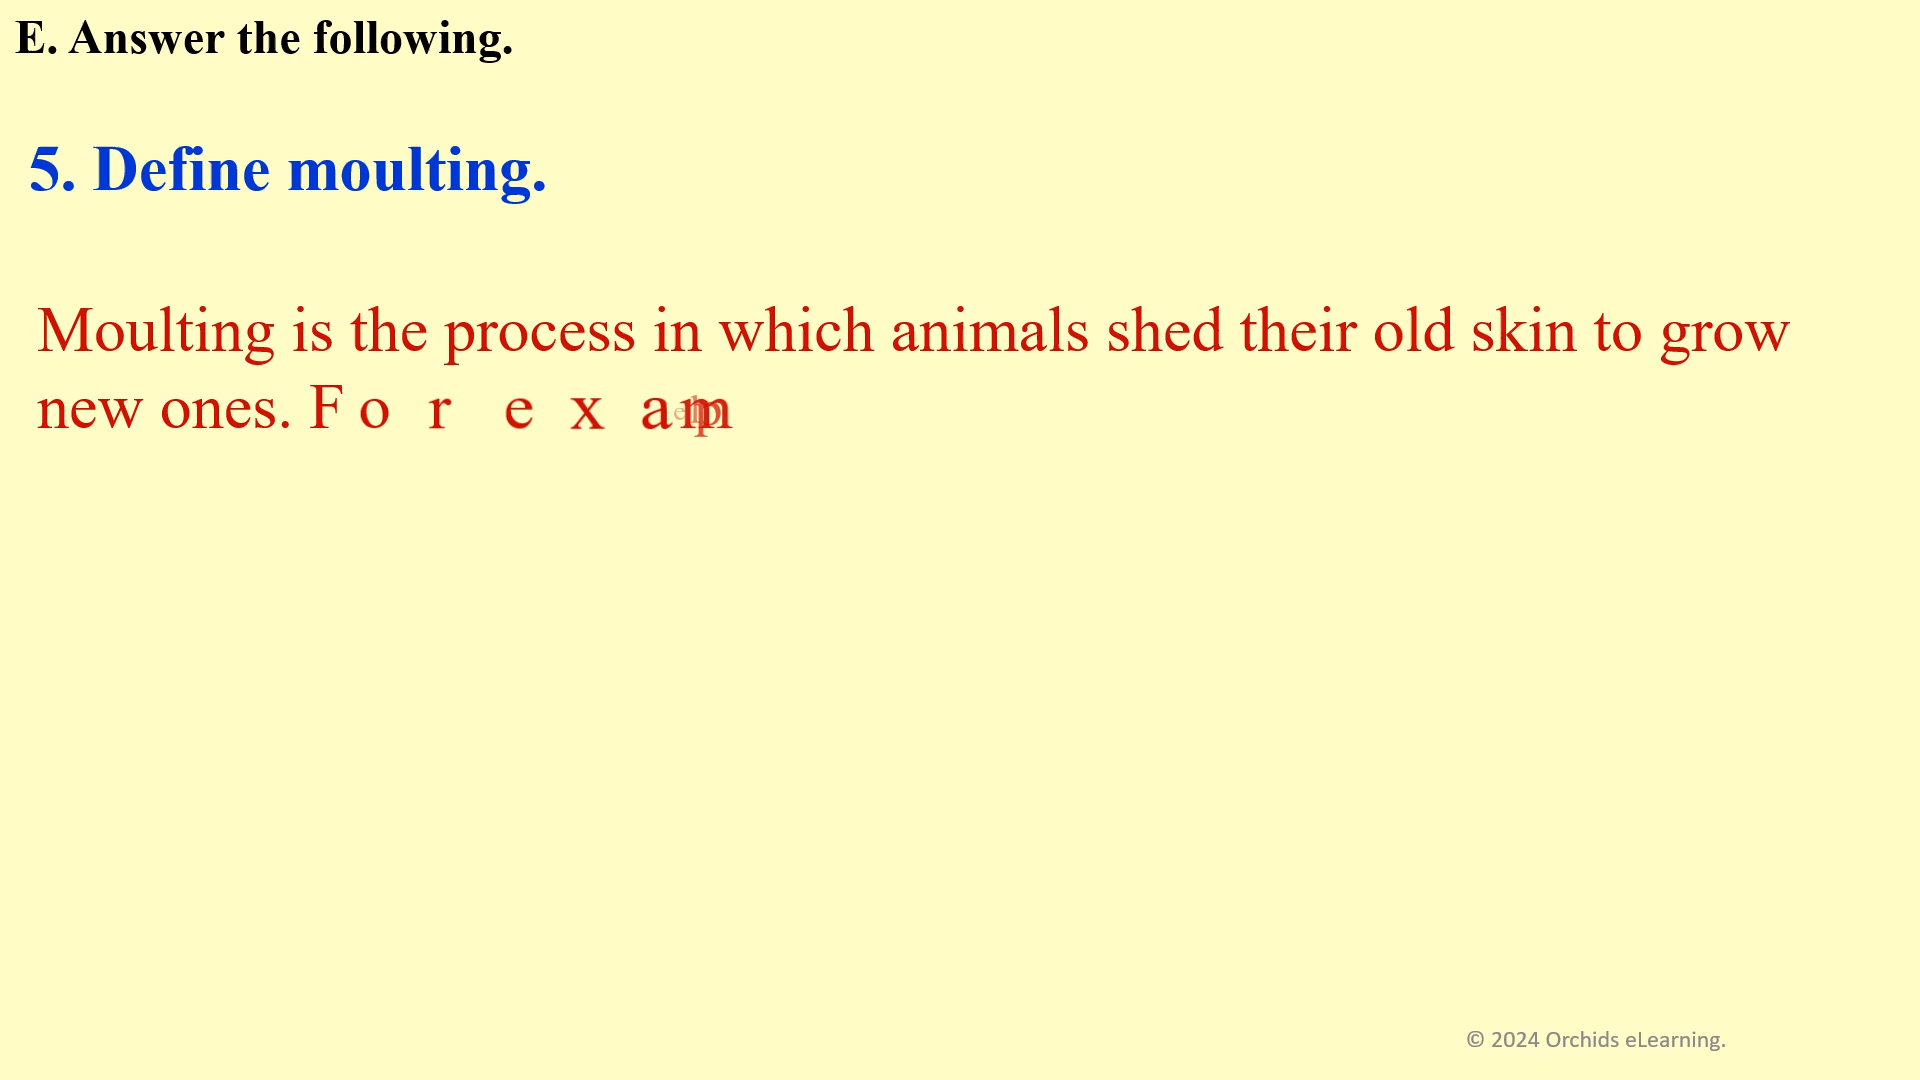 E. Answer the following.
5. Define moulting.
Moulting is the process in which animals shed their old skin to grow
new ones. For
© 2024 Orchids eLearning.